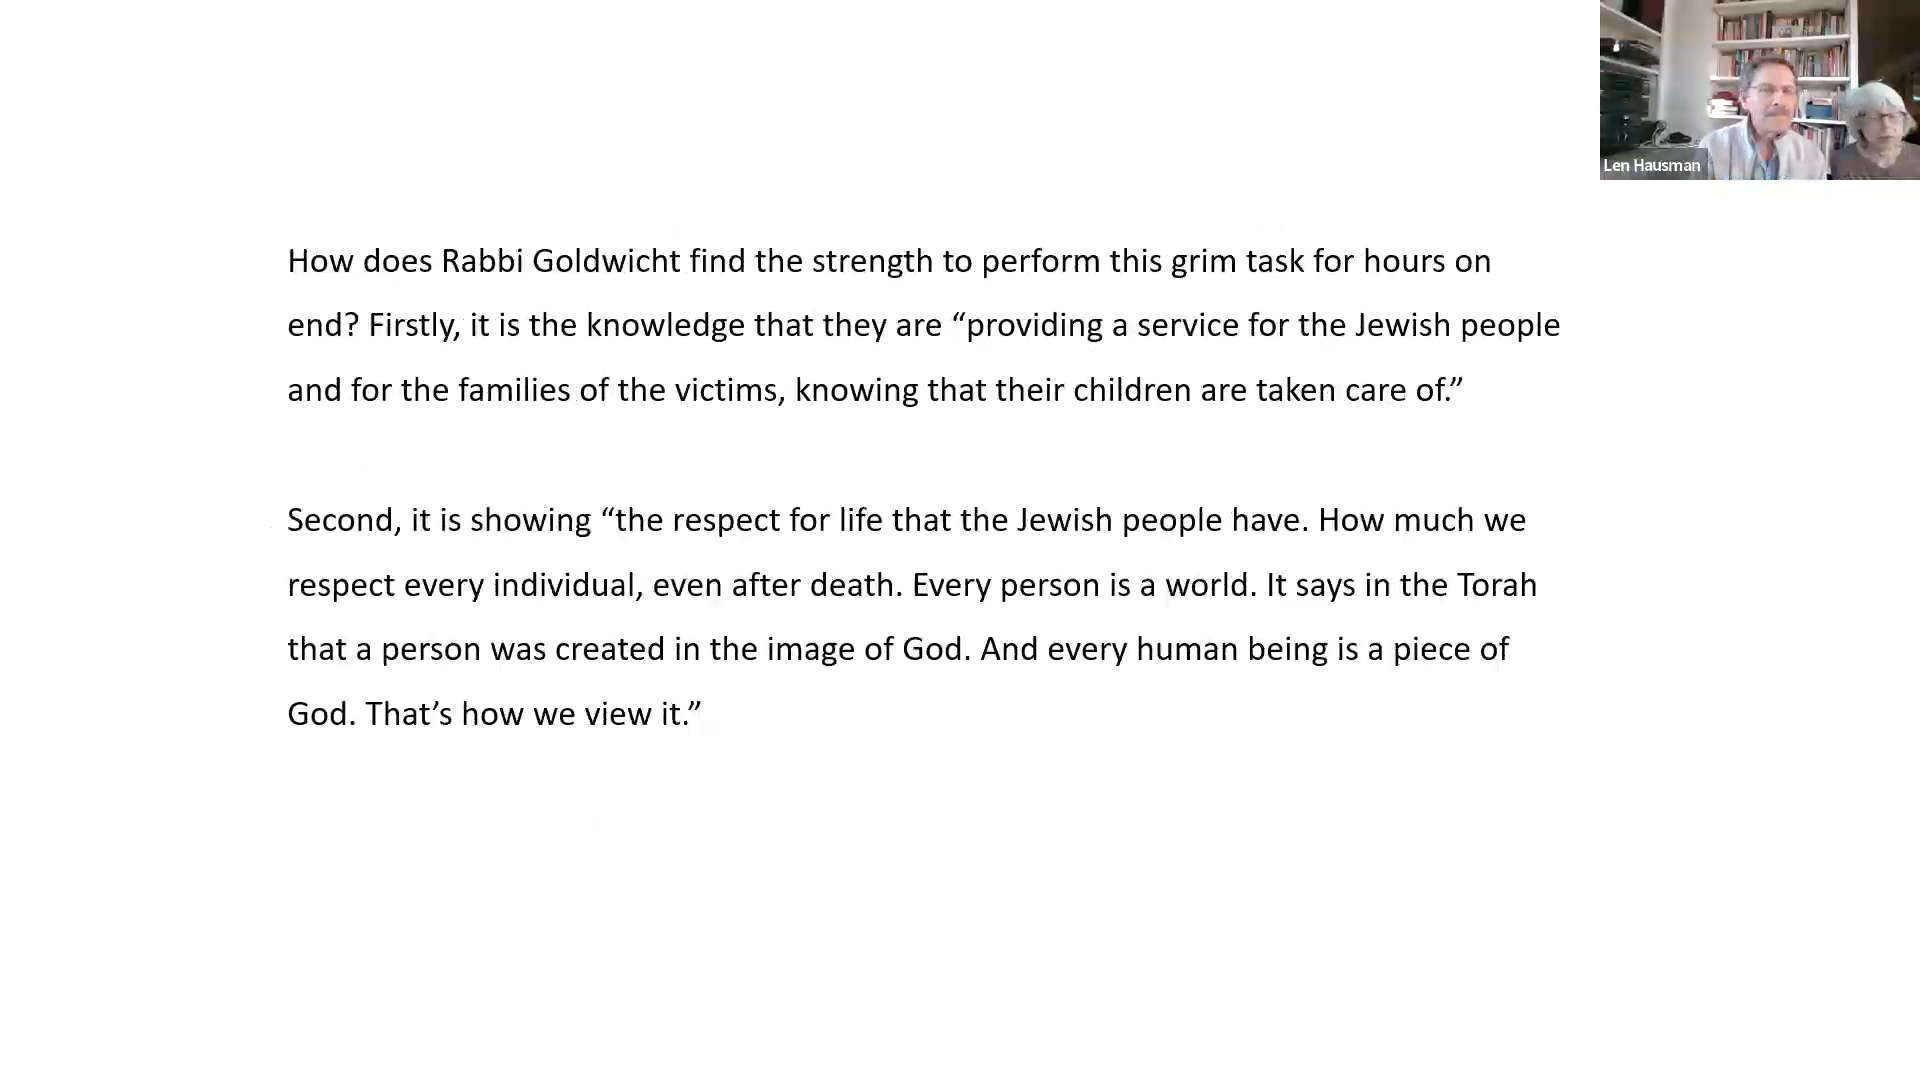 Len Hausman
How does Rabbi Goldwicht find the strength to perform this grim task for hours on
end? Firstly, it is the knowledge that they are “providing a service for the Jewish people
and for the families of the victims, knowing that their children are taken care of.”
Second, it is showing “the respect for life that the Jewish people have. How much we
respect every individual, even after death. Every person is a world. It says in the Torah
that a person was created in the image of God. And every human being is a piece of
God. That’s how we view it.”